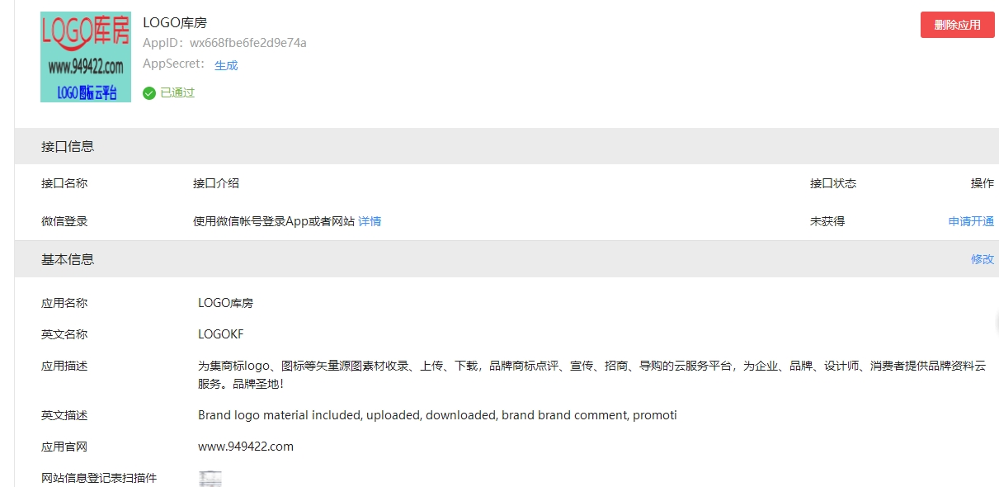 LOGO库房
www.949422.com
LOGO图标云平台
LOGO库房
删除应用
AppID：wx668fbe6fe2d9e74a
AppSecret： 生成
已通过
接口信息
接口名称 接口介绍 接口状态 操作
微信登录 使用微信帐号登录App或者网站 详情 未获得 申请开通
基本信息 修改
应用名称 LOGO库房
英文名称 LOGOKF
应用描述 为集商标logo、图标等矢量源图素材收录、上传、下载，品牌商标点评、宣传、招商、导购的云服务平台，为企业、品牌、设计师、消费者提供品牌资料云
服务。品牌圣地！
英文描述 Brand logo material included, uploaded, downloaded, brand brand comment, promoti
应用官网 www.949422.com
网站信息登记表扫描件